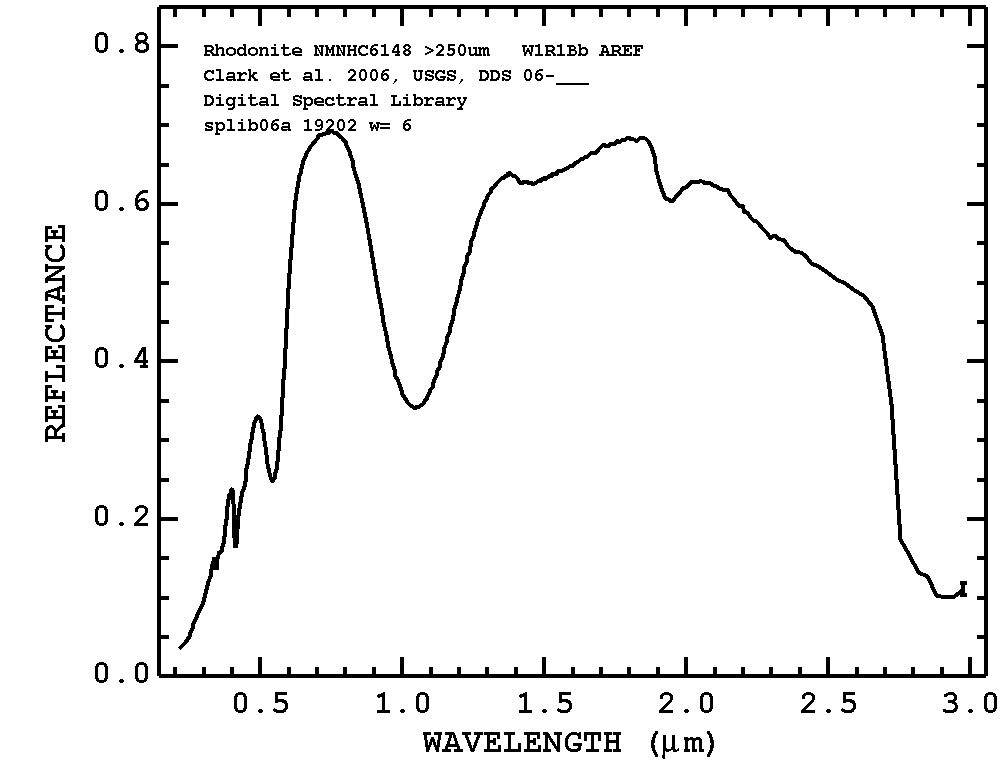 0.8
Rhodonite NMNHC6148 >250um W1R1Bb AREF
Clark et al. 2006, USGS, DDS 06-___
Digital Spectral Library
splib06a 19202 w= 6
0.6
REFLECTANCE
0.4
0.2
0.0
0.5 1.0 1.5 2.0 2.5 3.0
WAVELENGTH (μm)